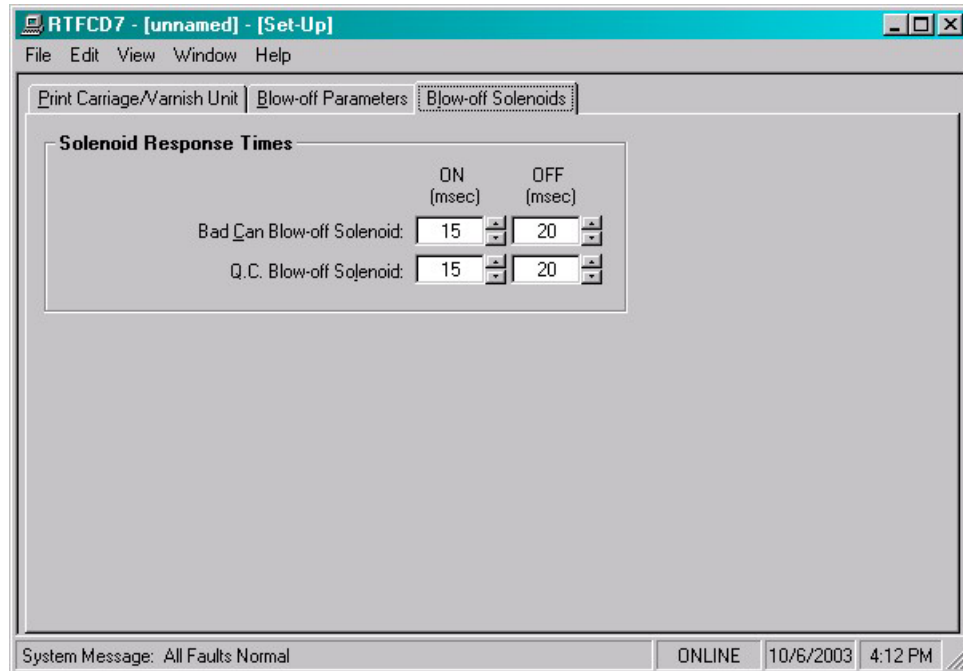 RTFCD7 - [unnamed] - [Set-Up]
File Edit View Window Help
Print Carriage/Varnish Unit Blow-off Parameters Blow-off Solenoids
Solenoid Response Times
ON OFF
(msec) (msec)
Bad Can Blow-off Solenoid: 15 20
Q.C. Blow-off Solenoid: 15 20
System Message: All Faults Normal ONLINE 10/6/2003 4:12 PM